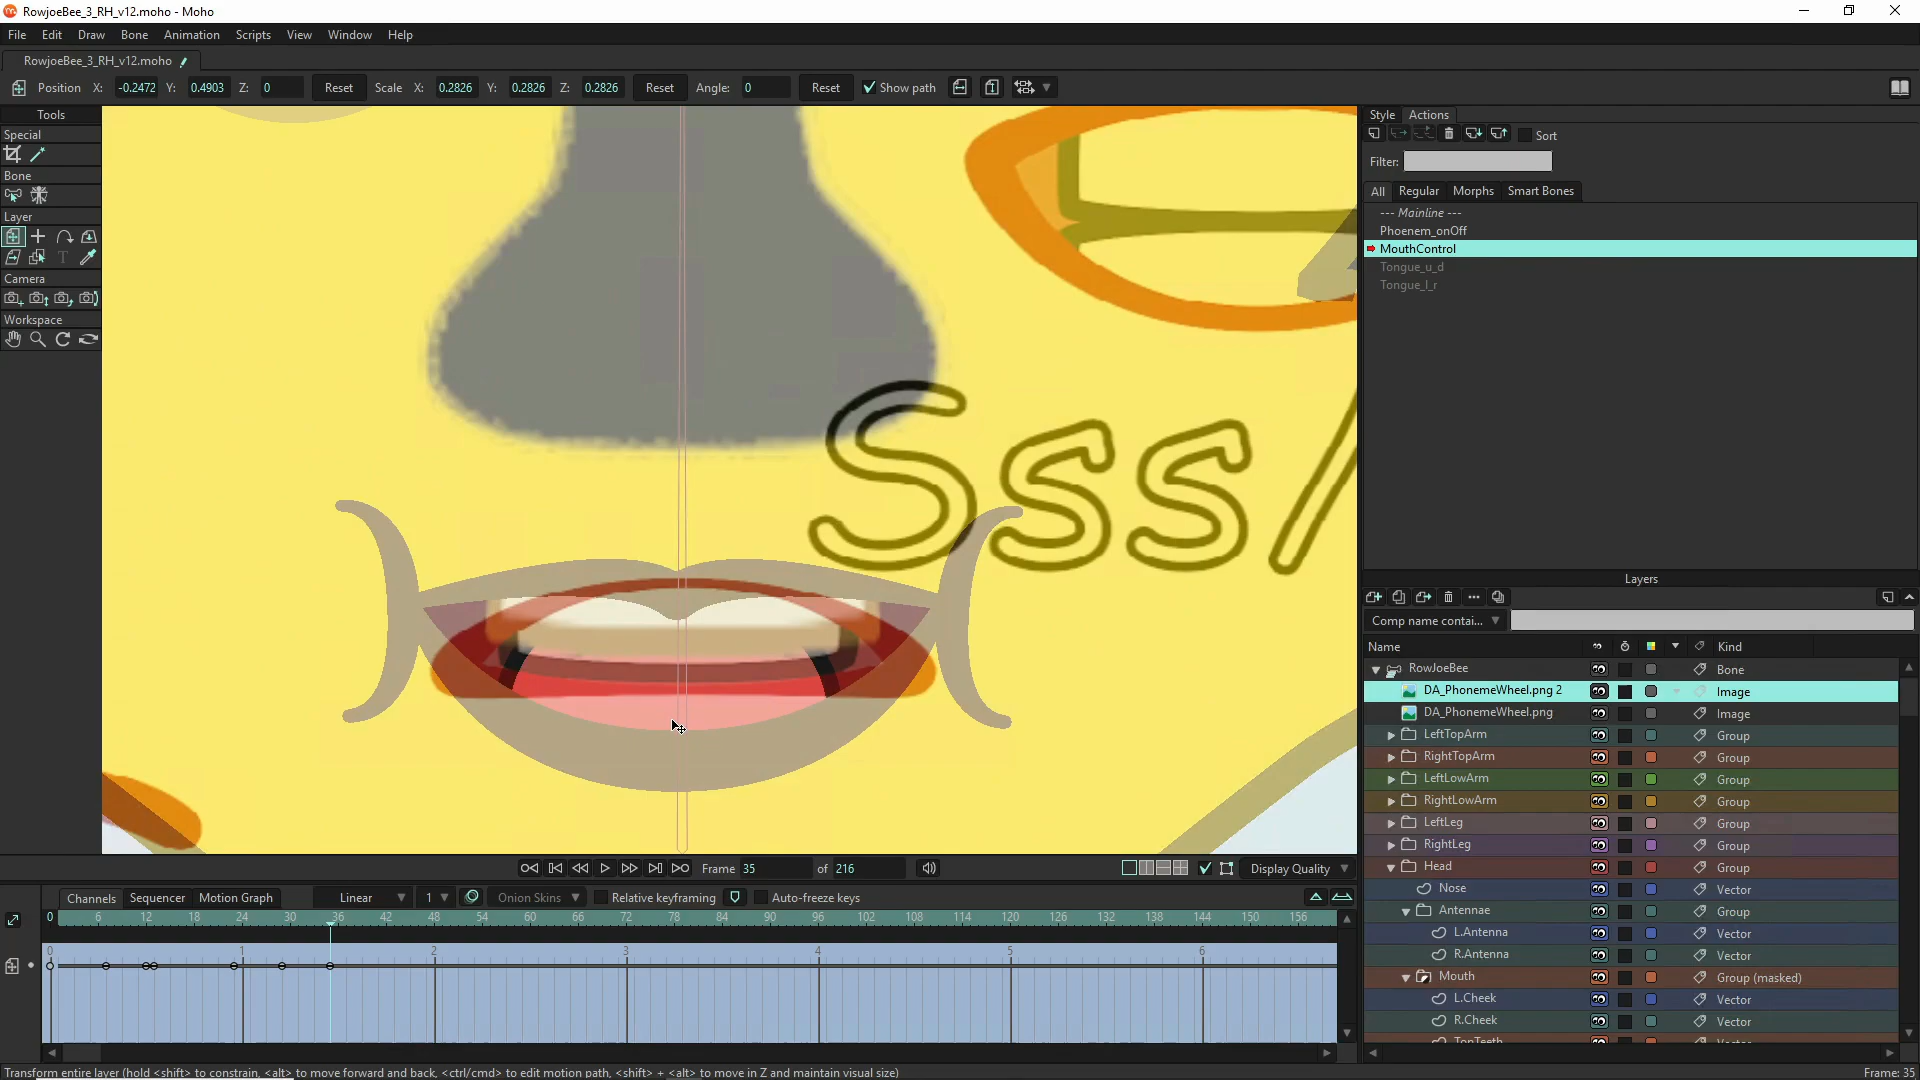 RowjoeBee_3_RH_v12.moho - Moho
File Edit Draw Bone Animation Scripts View Window Help
RowjoeBee_3_RH_v12.moho
Position X: -0.2472 Y: 0.4903 Z: 0 Reset Scale X: 0.2826 Y: 0.2826 Z: 0.2826 Reset Angle: 0 Reset Show path
Tools
Special
Bone
Layer
Camera
Workspace
Sss/
Style Actions
Sort
Filter:
All Regular Morphs Smart Bones
--- Mainline ---
Phoenem_onOff
MouthControl
Tongue_u_d
Tongue_l_r
Layers
Comp name contai...
Name Kind
RowJoeBee Bone
DA_PhonemeWheel.png 2 Image
DA_PhonemeWheel.png Image
LeftTopArm Group
RightTopArm Group
LeftLowArm Group
RightLowArm Group
LeftLeg Group
RightLeg Group
Head Group
Nose Vector
Antennae Group
L.Antenna Vector
R.Antenna Vector
Mouth Group (masked)
L.Cheek Vector
R.Cheek Vector
Frame 35 of 216 Display Quality
Channels Sequencer Motion Graph Linear 1 Onion Skins Relative keyframing Auto-freeze keys
0 6 12 18 24 30 36 42 48 54 60 66 72 78 84 90 96 102 108 114 120 126 132 138 144 150 156
0 1 2 3 4 5 6
Transform entire layer (hold <shift> to constrain, <alt> to move forward and back, <ctrl/cmd> to edit motion path, <shift> + <alt> to move in Z and maintain visual size) Frame: 35